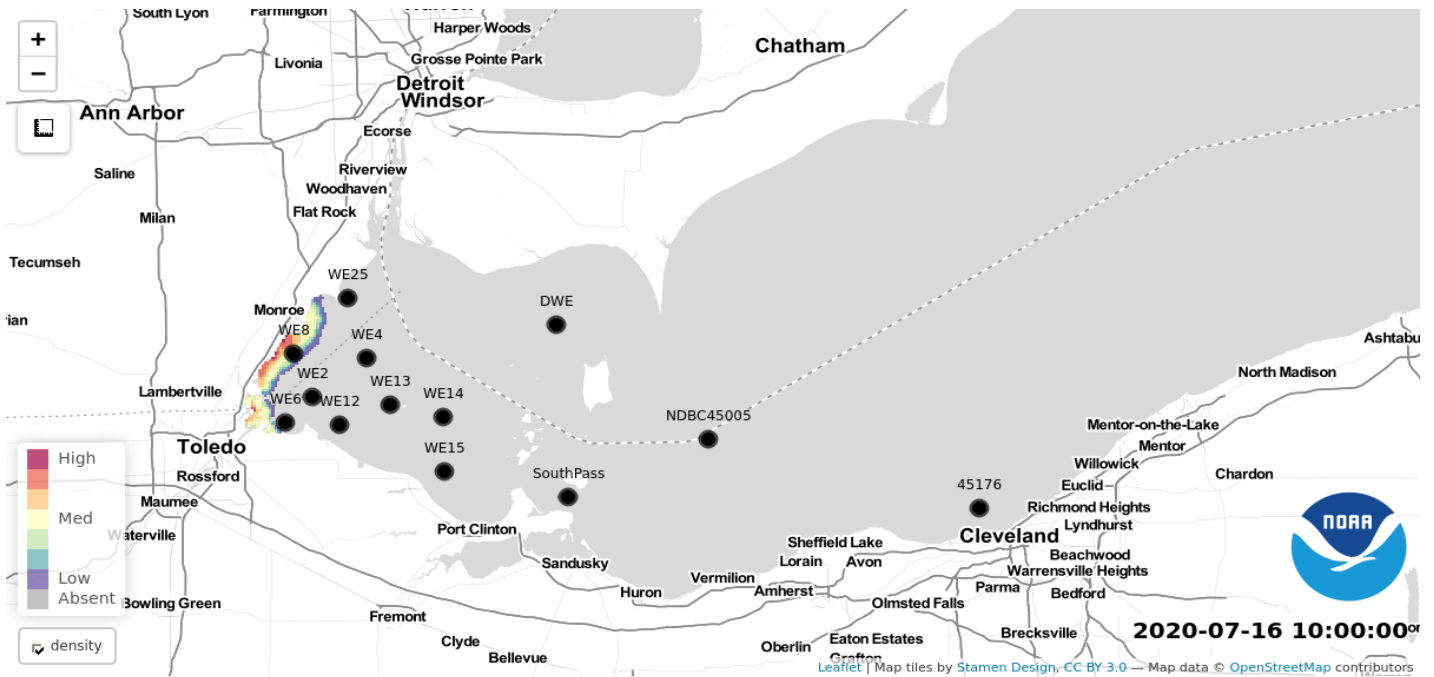 South Lyon
Farmington
Harper Woods
Chatham
Grosse Pointe Park
Livonia
Detroit
Windsor
Ann Arbor
Ecorse
Riverview
Saline
Woodhaven
Flat Rock
Milan
Tecumseh
WE25
DWE
Monroe
WE8
WE4
Lambertville
WE2
WE13
WE14
WE6
WE12
NDBC45005
North Madison
Mentor-on-the-Lake
Mentor
Toledo
WE15
Willowick
Chardon
Euclid
Rossford
SouthPass
45176
Richmond Heights
Lyndhurst
Maumee
Port Clinton
Cleveland
NOAA
Sheffield Lake
Beachwood
Sandusky
Lorain
Avon
Warrensville Heights
Vermilion
Parma
Bedford
Huron
Amherst
Olmsted Falls
Bowling Green
Fremont
Brecksville
Clyde
Oberlin
Eaton Estates
Bellevue
Grafton
+
−
High
Med
Low
Absent
density
2020-07-16 10:00:00
Leaflet | Map tiles by Stamen Design, CC BY 3.0 — Map data © OpenStreetMap contributors